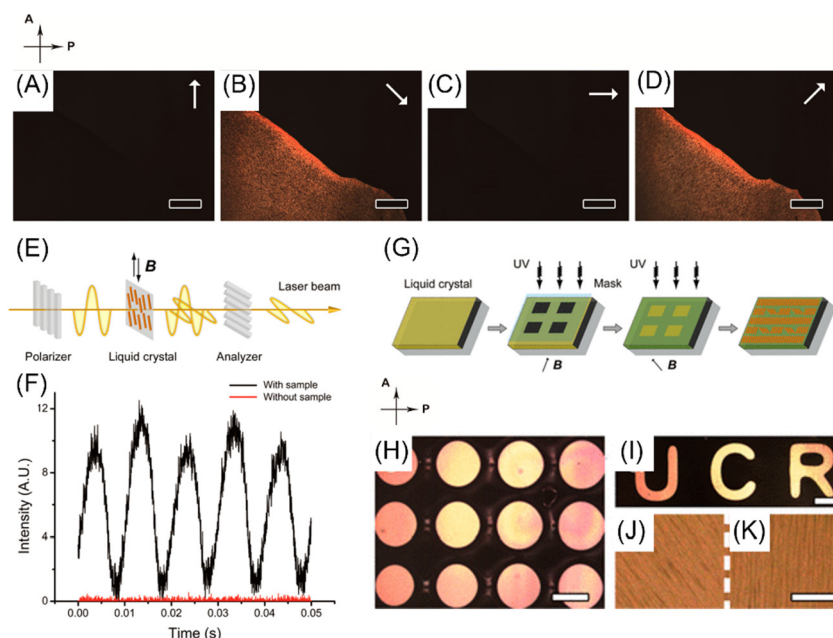 A
P
(A)
(B)
(C)
(D)
(E)
B
Laser beam
Polarizer
Liquid crystal
Analyzer
(F)
With sample
Without sample
Intensity (A.U.)
12
8
4
0
0.00 0.01 0.02 0.03 0.04 0.05
Time (s)
(G)
Liquid crystal
UV
Mask
UV
B
B
A
P
(H)
(I)
U C R
(J)
(K)